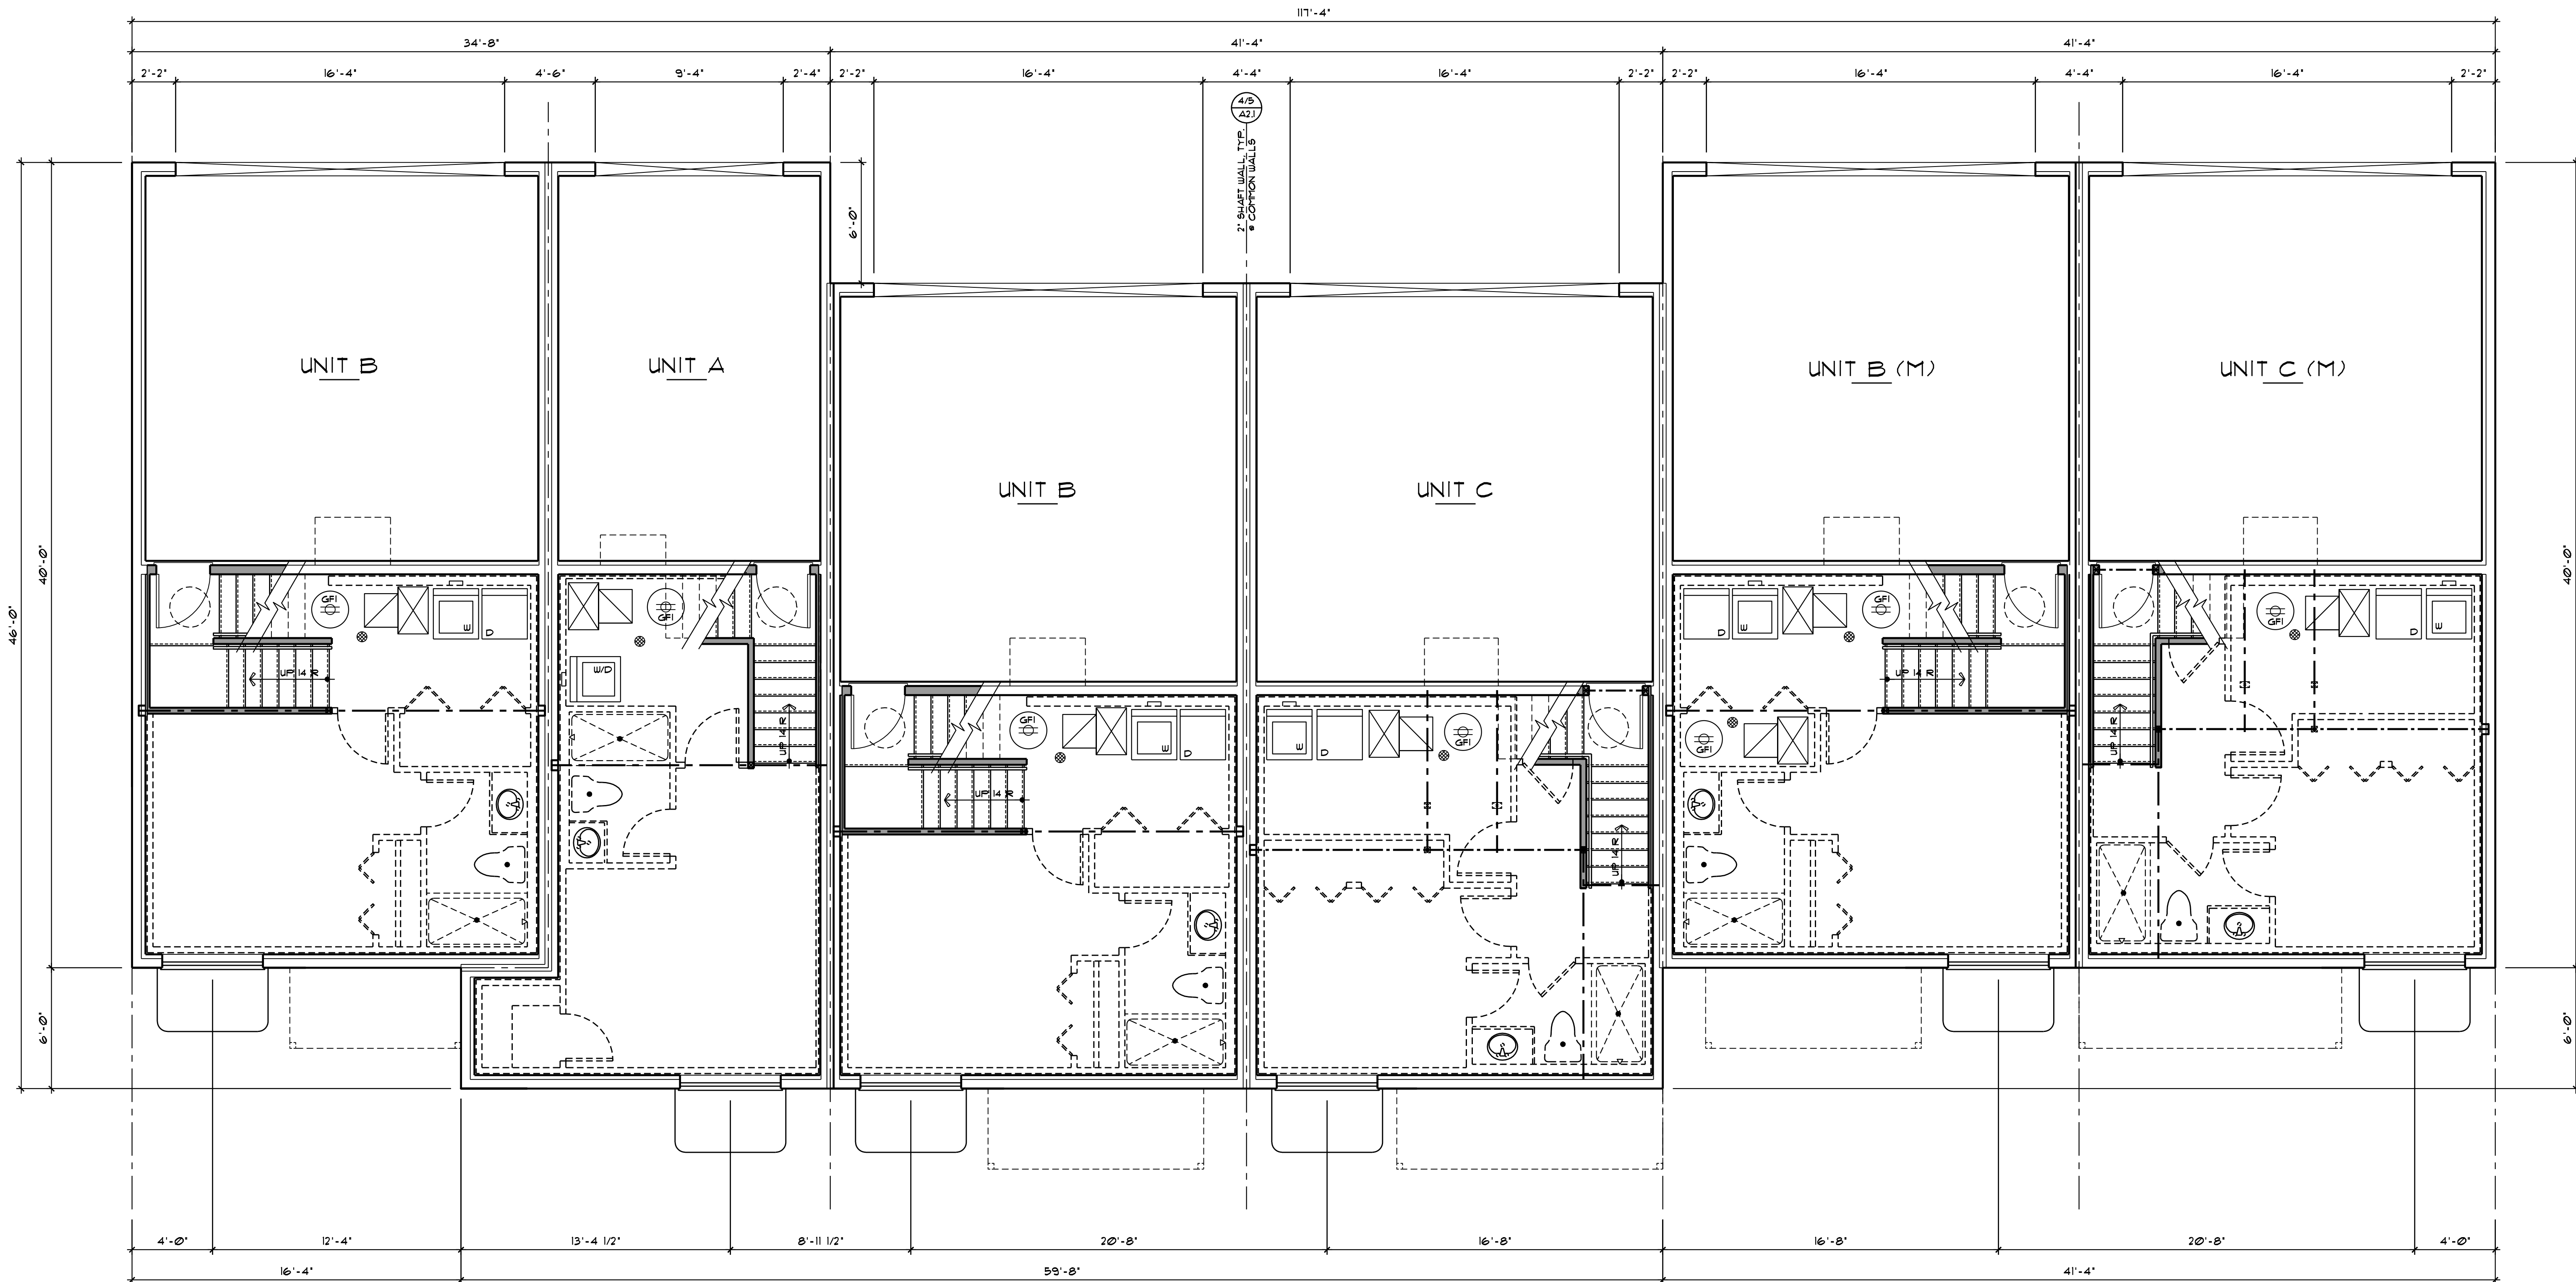 117'-4"
34'-8"
41'-4"
41'-4"
2'-2"
16'-4"
4'-6"
9'-4"
2'-4"
2'-2"
16'-4"
4'-4"
16'-4"
2'-2"
2'-2"
16'-4"
4'-4"
16'-4"
2'-2"
4/5
A2.1
2" SHAFT WALL, TYP.
@ COMMON WALLS
6'-0"
UNIT B
UNIT A
UNIT B (M)
UNIT C (M)
UNIT B
UNIT C
46'-0"
40'-0"
40'-0"
GFI
W
D
GFI
D
W
GFI
GFI
D
W
UP 14 R
W/D
UP 14 R
UP 14 R
UP 14 R
GFI
W
D
W
D
GFI
GFI
UP 14 R
UP 14 R
6'-0"
6'-0"
4'-0"
12'-4"
13'-4 1/2"
8'-11 1/2"
20'-8"
16'-8"
16'-8"
20'-8"
4'-0"
16'-4"
59'-8"
41'-4"